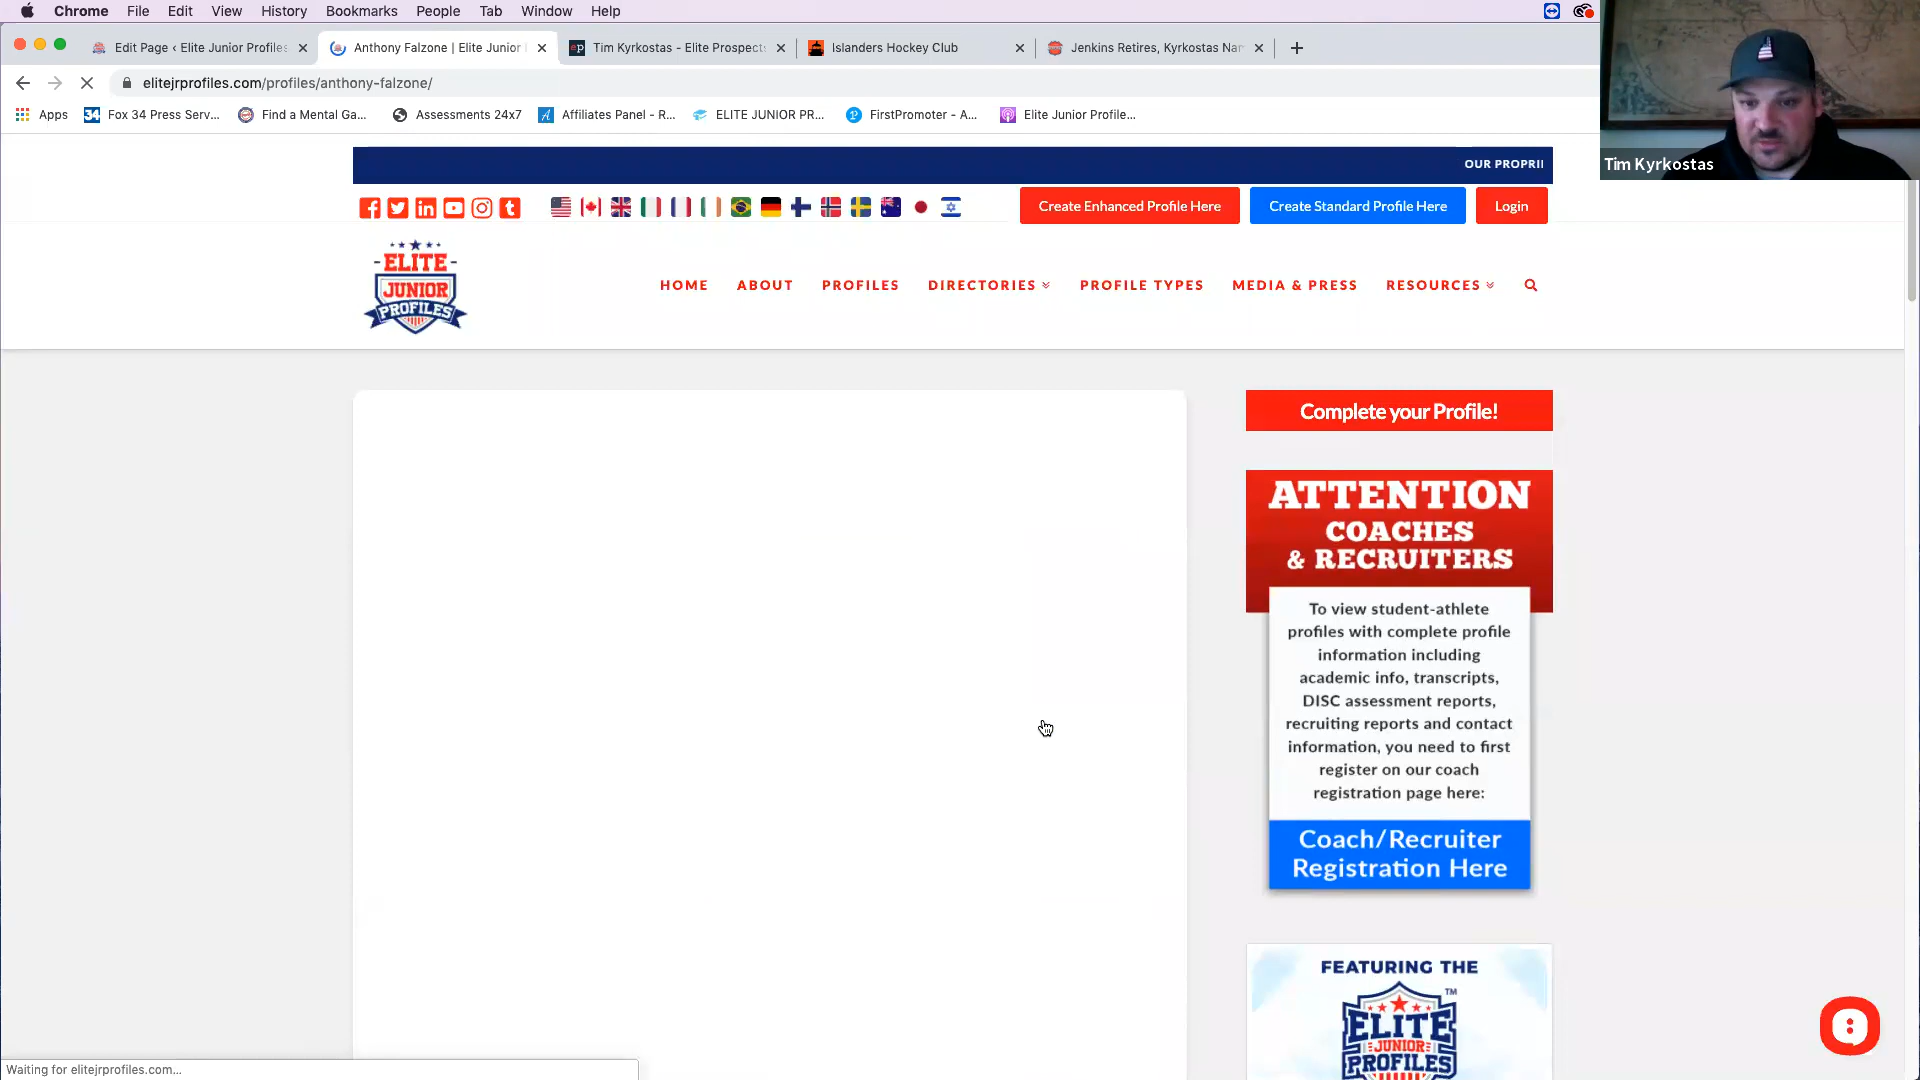 Chrome File Edit View History Bookmarks People Tab Window Help
Edit Page ‹ Elite Junior Profiles
Anthony Falzone | Elite Junior
ep Tim Kyrkostas - Elite Prospects
Islanders Hockey Club
Jenkins Retires, Kyrkostas Nam
elitejrprofiles.com/profiles/anthony-falzone/
Apps
34 Fox 34 Press Serv...
Find a Mental Ga...
Assessments 24x7
Affiliates Panel - R...
ELITE JUNIOR PR...
FirstPromoter - A...
Elite Junior Profile...
Tim Kyrkostas
OUR PROPRI
Create Enhanced Profile Here
Create Standard Profile Here
Login
ELITE
JUNIOR
PROFILES
HOME ABOUT PROFILES DIRECTORIES PROFILE TYPES MEDIA & PRESS RESOURCES
Complete your Profile!
ATTENTION
COACHES
& RECRUITERS
To view student-athlete
profiles with complete profile
information including
academic info, transcripts,
DISC assessment reports,
recruiting reports and contact
information, you need to first
register on our coach
registration page here:
Coach/Recruiter
Registration Here
FEATURING THE
TM
ELITE
JUNIOR
PROFILES
Waiting for elitejrprofiles.com...